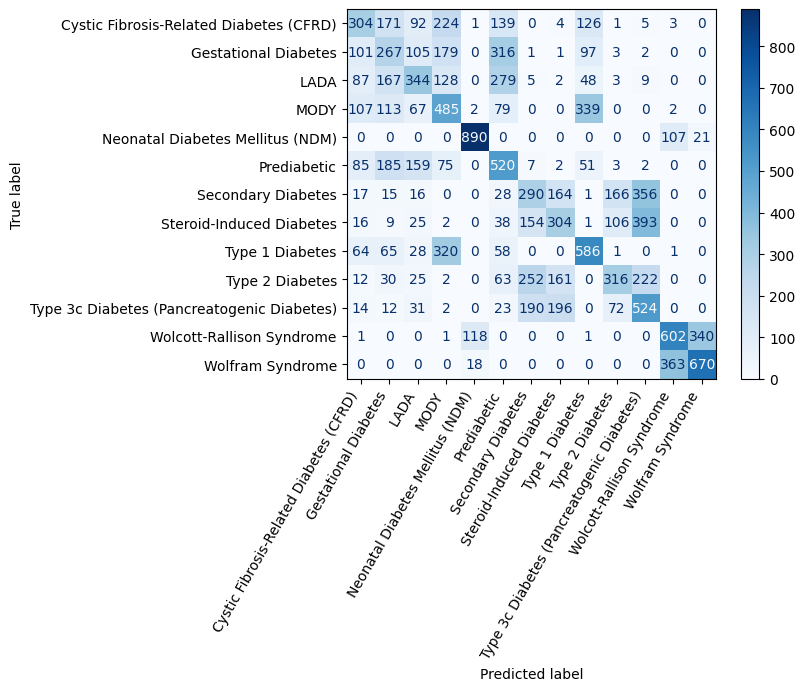 Cystic Fibrosis-Related Diabetes (CFRD) 304 171 92 224 1 139 0 4 126 1 5 3 0
Gestational Diabetes 101 267 105 179 0 316 1 1 97 3 2 0 0
LADA 87 167 344 128 0 279 5 2 48 3 9 0 0
MODY 107 113 67 485 2 79 0 0 339 0 0 2 0
Neonatal Diabetes Mellitus (NDM) 0 0 0 0 890 0 0 0 0 0 0 107 21
Prediabetic 85 185 159 75 0 520 7 2 51 3 2 0 0
Secondary Diabetes 17 15 16 0 0 28 290 164 1 166 356 0 0
Steroid-Induced Diabetes 16 9 25 2 0 38 154 304 1 106 393 0 0
Type 1 Diabetes 64 65 28 320 0 58 0 0 586 1 0 1 0
Type 2 Diabetes 12 30 25 2 0 63 252 161 0 316 222 0 0
Type 3c Diabetes (Pancreatogenic Diabetes) 14 12 31 2 0 23 190 196 0 72 524 0 0
Wolcott-Rallison Syndrome 1 0 0 1 118 0 0 0 1 0 0 602 340
Wolfram Syndrome 0 0 0 0 18 0 0 0 0 0 0 363 670
True label
Cystic Fibrosis-Related Diabetes (CFRD)
Gestational Diabetes
LADA
MODY
Neonatal Diabetes Mellitus (NDM)
Prediabetic
Secondary Diabetes
Steroid-Induced Diabetes
Type 1 Diabetes
Type 2 Diabetes
Type 3c Diabetes (Pancreatogenic Diabetes)
Wolcott-Rallison Syndrome
Wolfram Syndrome
Predicted label
800
700
600
500
400
300
200
100
0